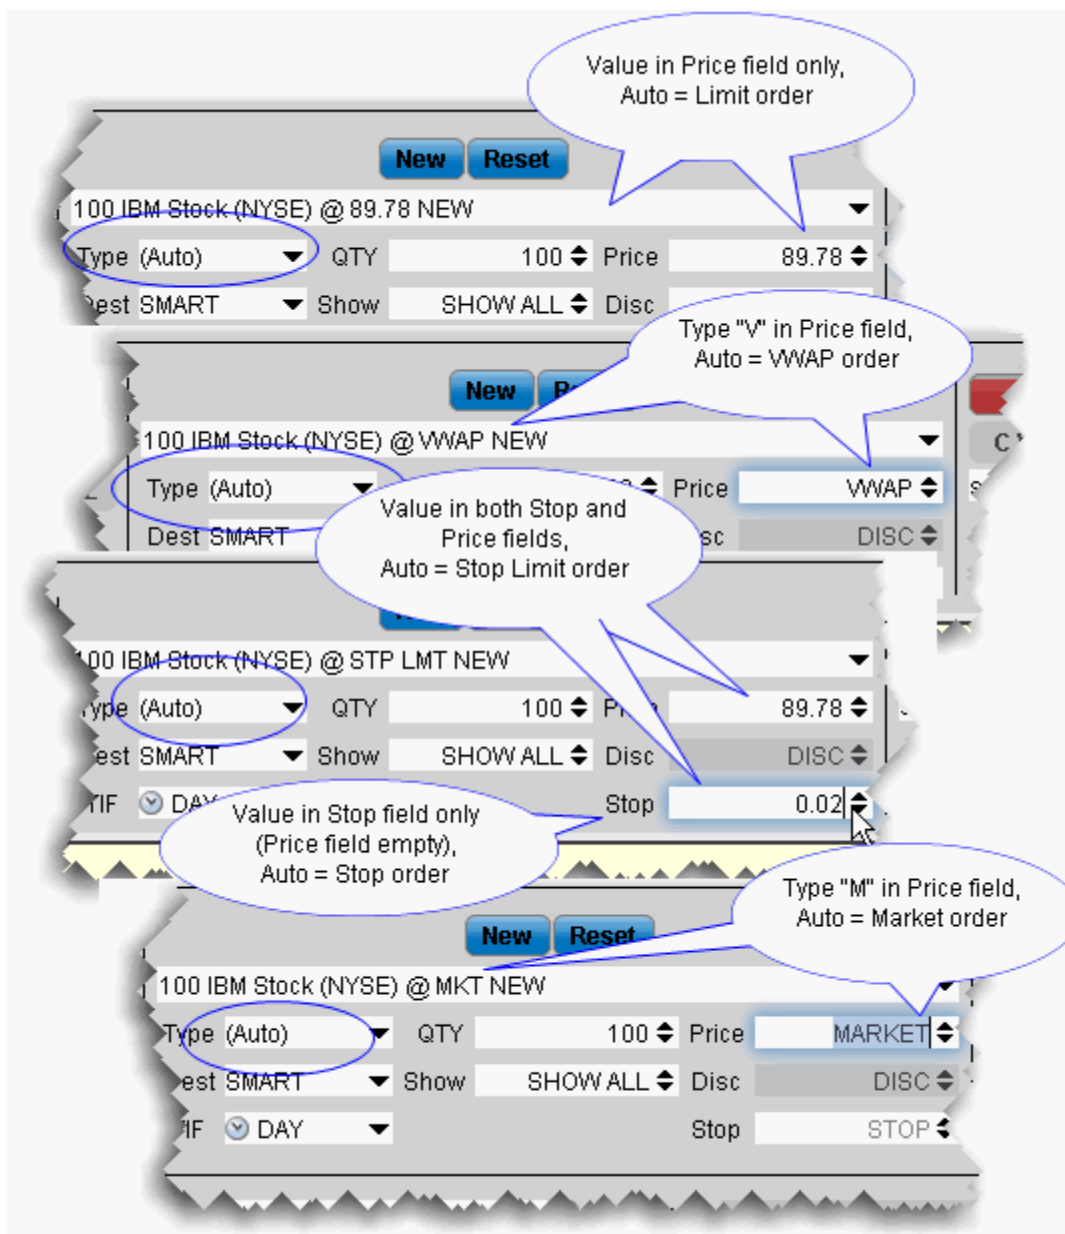 Value in Price field only,
Auto = Limit order
New Reset
100 IBM Stock (NYSE) @ 89.78 NEW
Type (Auto) QTY 100 Price 89.78
Dest SMART Show SHOW ALL Disc
Type "V" in Price field,
Auto = VWAP order
New
100 IBM Stock (NYSE) @ VWAP NEW
Type (Auto) Price VWAP
Dest SMART DISC
Value in both Stop and
Price fields,
Auto = Stop Limit order
100 IBM Stock (NYSE) @ STP LMT NEW
Type (Auto) QTY 100 89.78
SMART Show SHOW ALL Disc DISC
DAY Stop 0.02
Value in Stop field only
(Price field empty),
Auto = Stop order
Type "M" in Price field,
Auto = Market order
New Reset
100 IBM Stock (NYSE) @ MKT NEW
Type (Auto) QTY 100 Price MARKET
SMART Show SHOW ALL Disc DISC
DAY Stop STOP